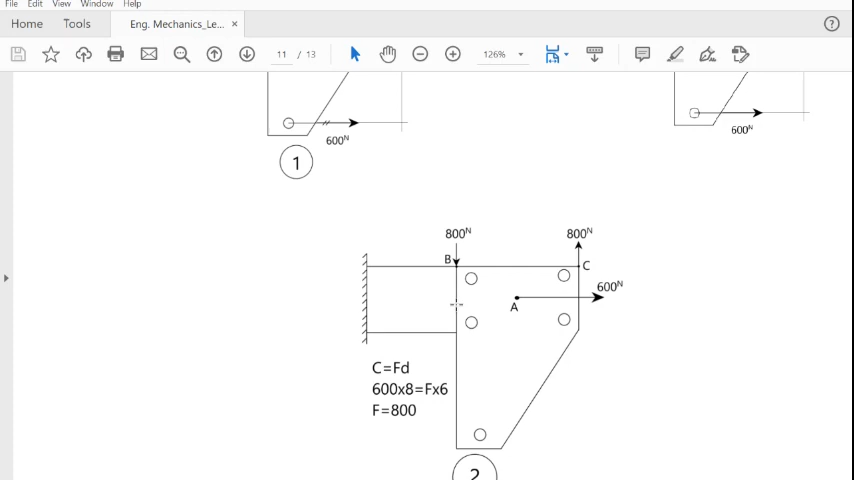 File Edit View Window Help
Home Tools Eng. Mechanics_Le... ×
11 / 13 126%
600ᴺ
600ᴺ
1
800ᴺ 800ᴺ
B C
600ᴺ
A
C=Fd
600x8=Fx6
F=800
2